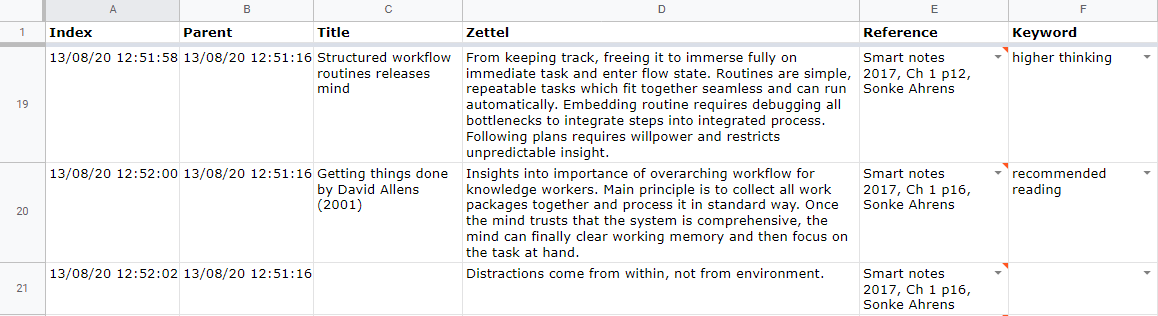 A B C D E F
1 Index Parent Title Zettel Reference Keyword
19 13/08/20 12:51:58 13/08/20 12:51:16 Structured workflow routines releases mind
From keeping track, freeing it to immerse fully on
immediate task and enter flow state. Routines are simple,
repeatable tasks which fit together seamless and can run
automatically. Embedding routine requires debugging all
bottlenecks to integrate steps into integrated process.
Following plans requires willpower and restricts
unpredictable insight.
Smart notes
2017, Ch 1 p12,
Sonke Ahrens
higher thinking
20 13/08/20 12:52:00 13/08/20 12:51:16 Getting things done
by David Allens
(2001)
Insights into importance of overarching workflow for
knowledge workers. Main principle is to collect all work
packages together and process it in standard way. Once
the mind trusts that the system is comprehensive, the
mind can finally clear working memory and then focus on
the task at hand.
Smart notes
2017, Ch 1 p16,
Sonke Ahrens
recommended
reading
21 13/08/20 12:52:02 13/08/20 12:51:16
Distractions come from within, not from environment.
Smart notes
2017, Ch 1 p16,
Sonke Ahrens